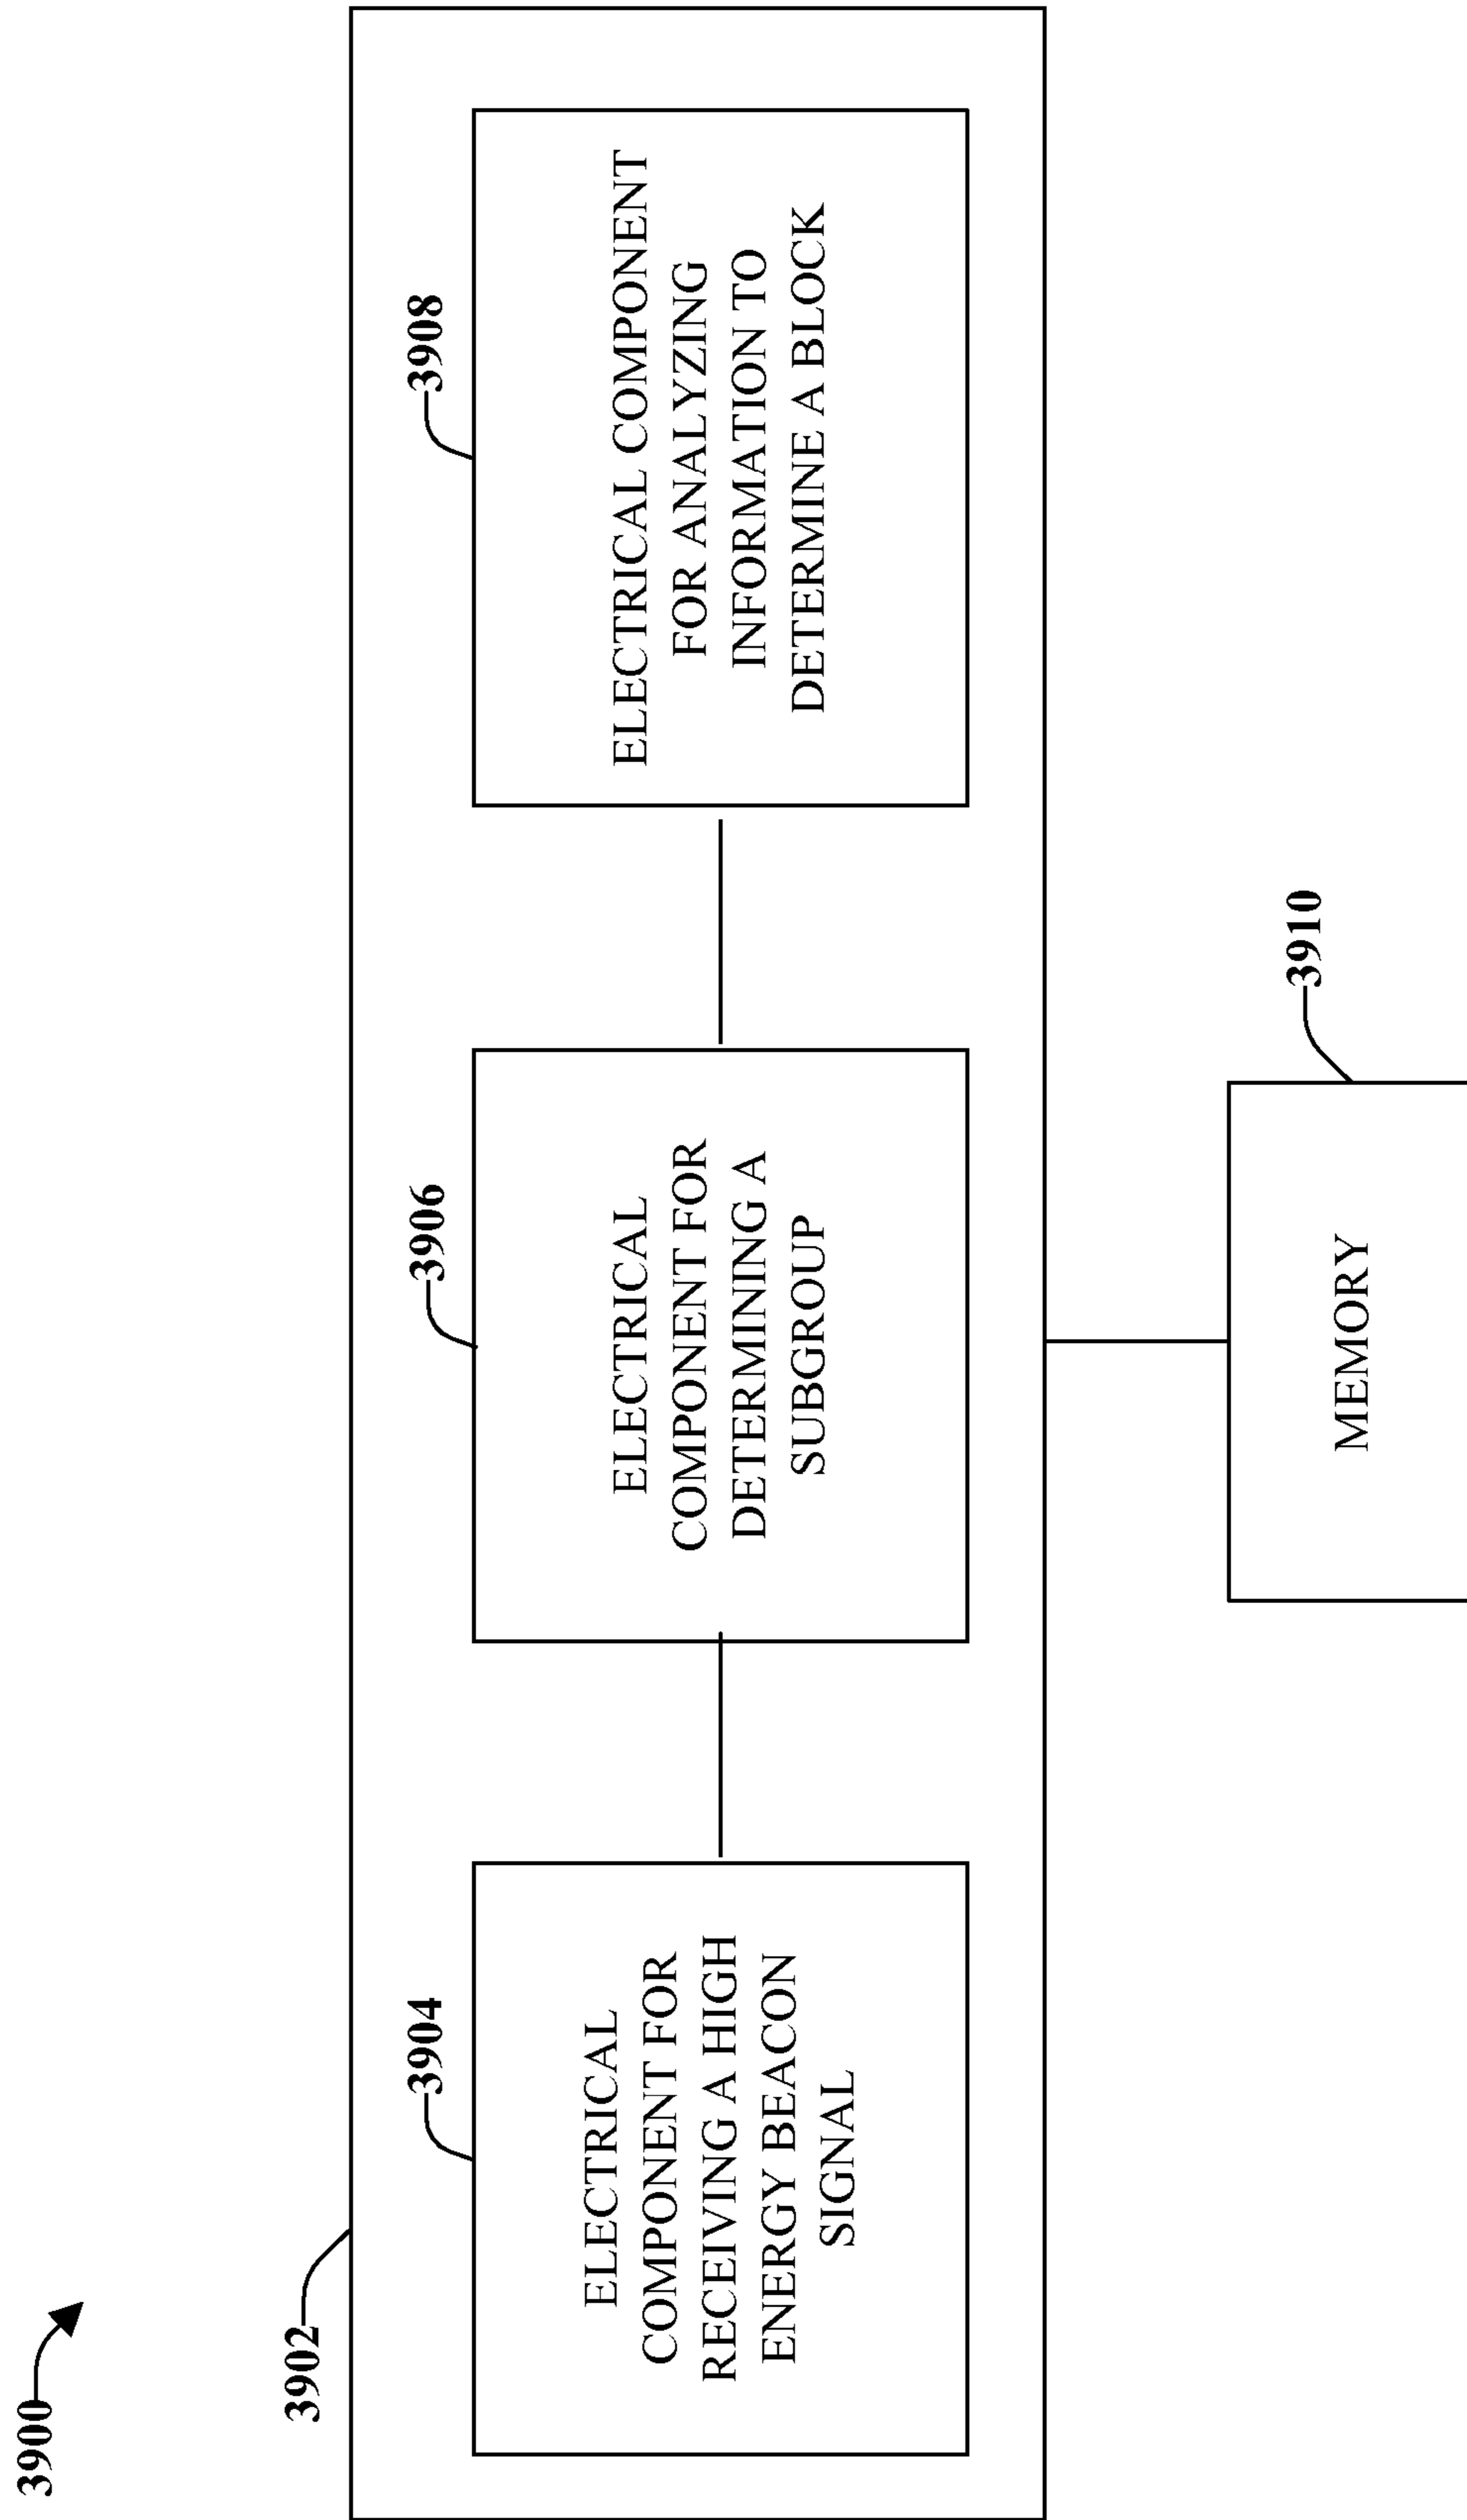 3900
3902
3904
ELECTRICAL
COMPONENT FOR
RECEIVING A HIGH
ENERGY BEACON
SIGNAL
3906
ELECTRICAL
COMPONENT FOR
DETERMINING A
SUBGROUP
3908
ELECTRICAL COMPONENT
FOR ANALYZING
INFORMATION TO
DETERMINE A BLOCK
3910
MEMORY